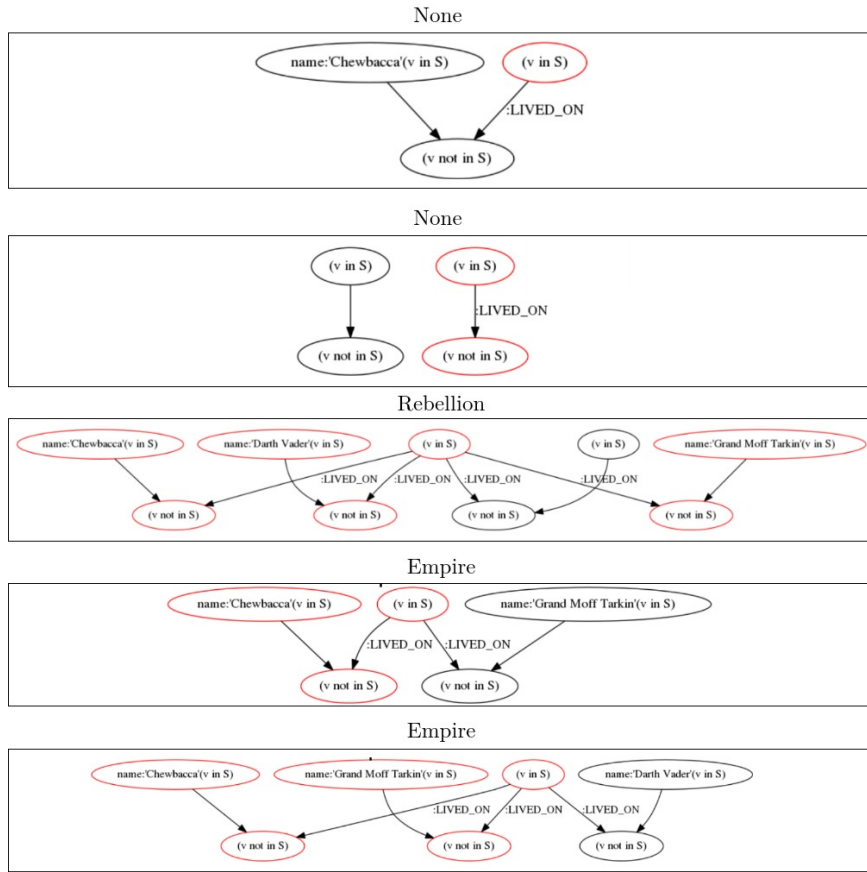 None
name:'Chewbacca'(v in S) (v in S)
:LIVED_ON
(v not in S)
None
(v in S) (v in S)
:LIVED_ON
(v not in S) (v not in S)
Rebellion
name:'Chewbacca'(v in S) name:'Darth Vader'(v in S) (v in S) (v in S) name:'Grand Moff Tarkin'(v in S)
:LIVED_ON :LIVED_ON :LIVED_ON :LIVED_ON
(v not in S) (v not in S) (v not in S) (v not in S)
Empire
name:'Chewbacca'(v in S) (v in S) name:'Grand Moff Tarkin'(v in S)
:LIVED_ON :LIVED_ON
(v not in S) (v not in S)
Empire
name:'Chewbacca'(v in S) name:'Grand Moff Tarkin'(v in S) (v in S) name:'Darth Vader'(v in S)
:LIVED_ON :LIVED_ON :LIVED_ON
(v not in S) (v not in S) (v not in S)